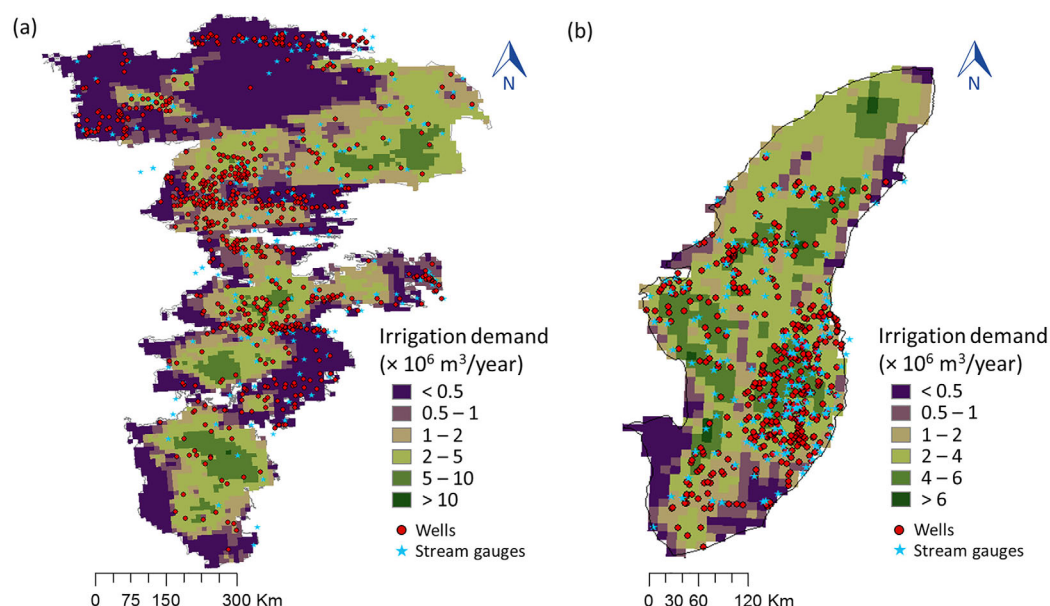 (a)
N
Irrigation demand
(× 10⁶ m³/year)
< 0.5
0.5 – 1
1 – 2
2 – 5
5 – 10
> 10
Wells
Stream gauges
0 75 150 300 Km
(b)
N
Irrigation demand
(× 10⁶ m³/year)
< 0.5
0.5 – 1
1 – 2
2 – 4
4 – 6
> 6
Wells
Stream gauges
0 30 60 120 Km